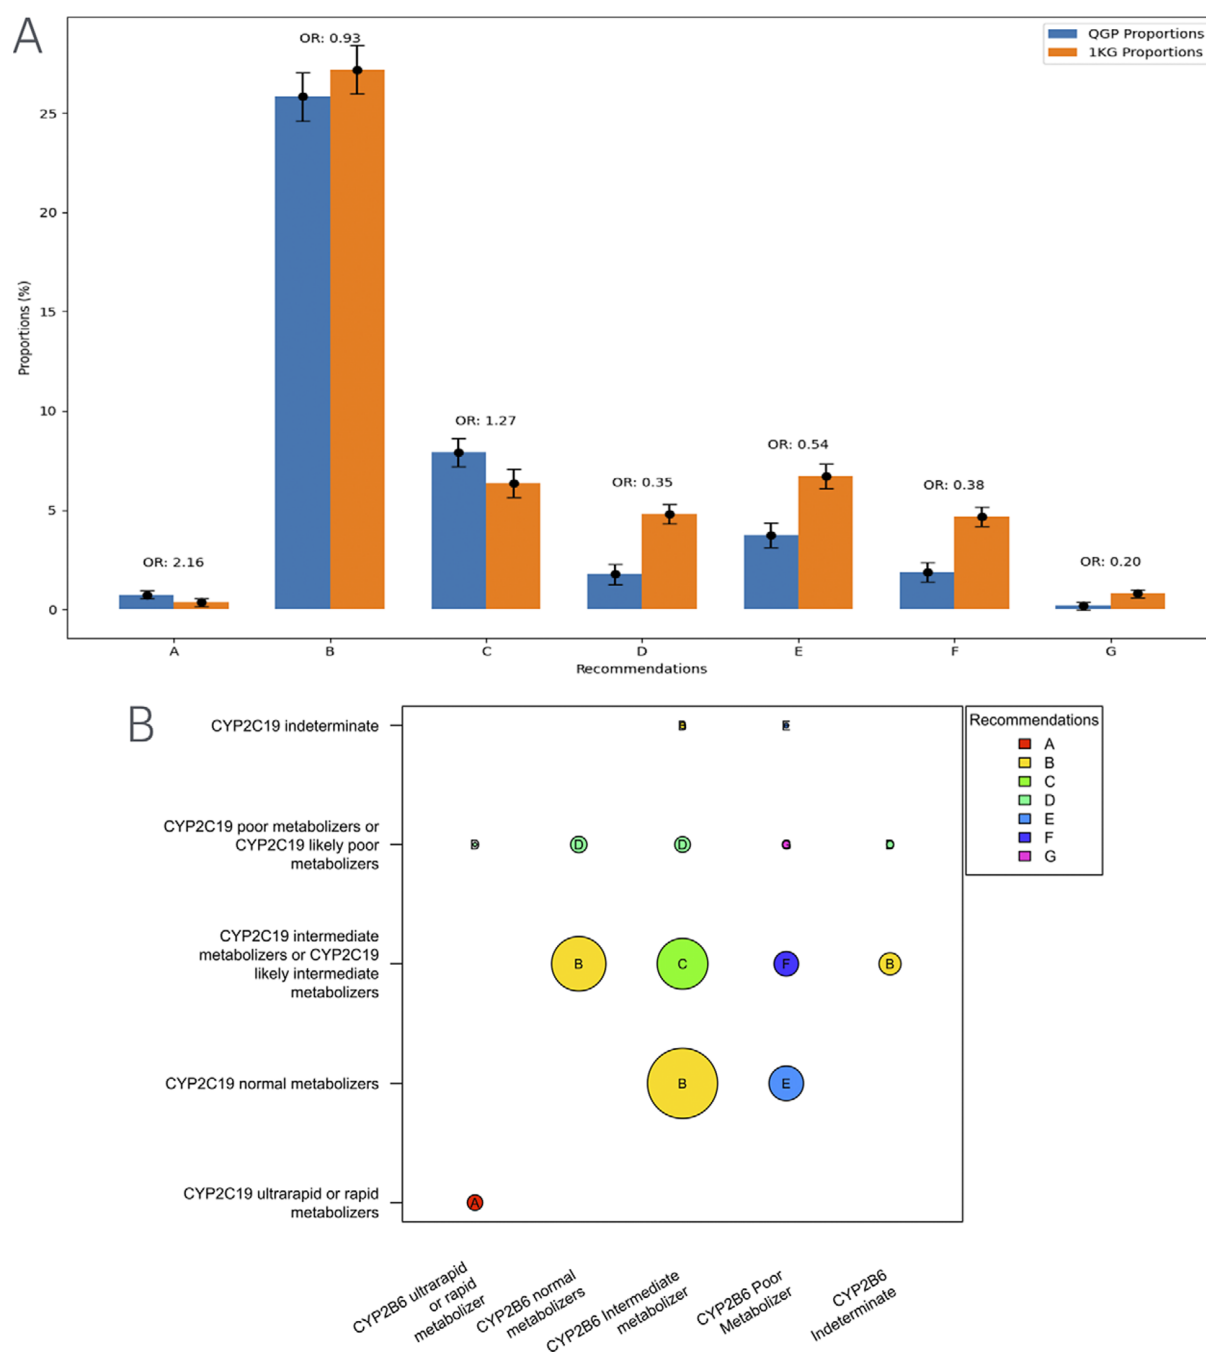 A
QGP Proportions
1KG Proportions
OR: 0.93
25
20
15
10
5
0
Proportions (%)
OR: 2.16
OR: 1.27
OR: 0.35
OR: 0.54
OR: 0.38
OR: 0.20
A B C D E F G
Recommendations
B
CYP2C19 indeterminate
CYP2C19 poor metabolizers or
CYP2C19 likely poor
metabolizers
D D G D
CYP2C19 intermediate
metabolizers or CYP2C19
likely intermediate
metabolizers
B C F B
CYP2C19 normal metabolizers
B E
CYP2C19 ultrarapid or rapid
metabolizers
A
Recommendations
A
B
C
D
E
F
G
CYP2B6 ultrarapid
or rapid
metabolizer
CYP2B6 normal
metabolizers
CYP2B6 Intermediate
metabolizer
CYP2B6 Poor
Metabolizer
CYP2B6
Indeterminate